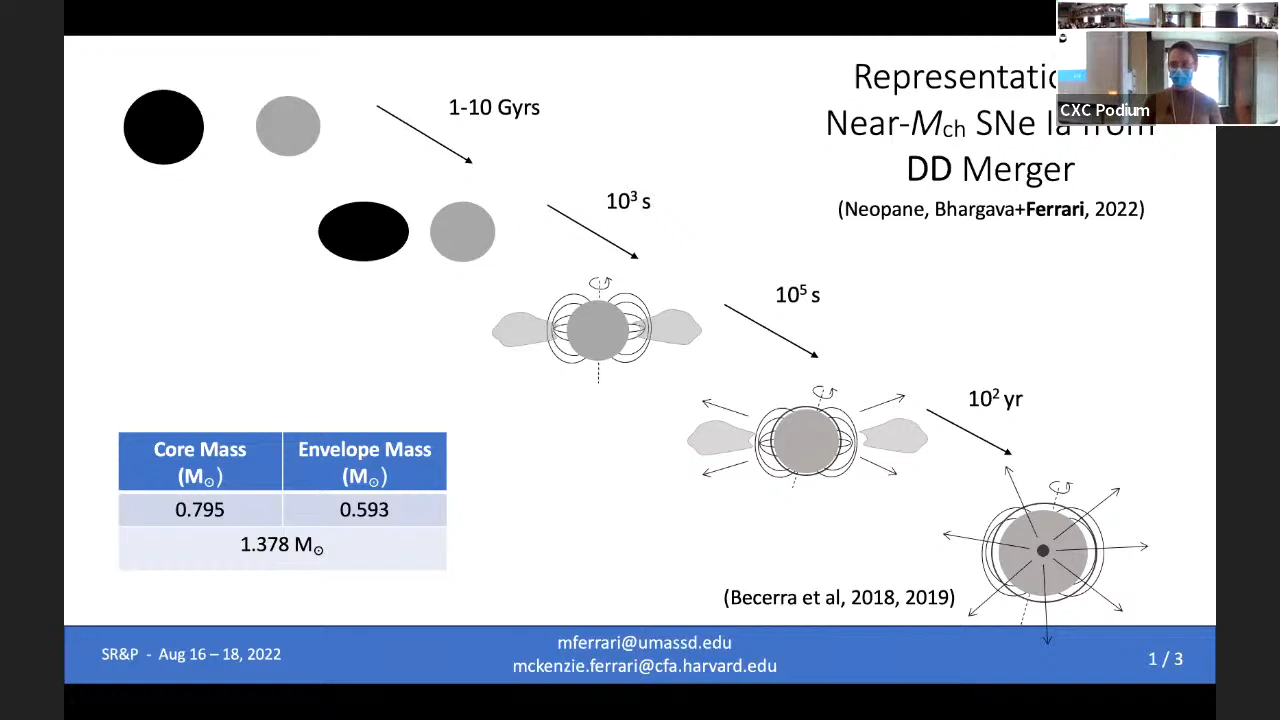 Representatio
Near-Mch SNe Ia from
DD Merger
(Neopane, Bhargava+Ferrari, 2022)
CXC Podium
1-10 Gyrs
10³ s
10⁵ s
10² yr
Core Mass (M☉)
Envelope Mass (M☉)
0.795
0.593
1.378 M☉
(Becerra et al, 2018, 2019)
SR&P - Aug 16 – 18, 2022
mferrari@umassd.edu
mckenzie.ferrari@cfa.harvard.edu
1 / 3